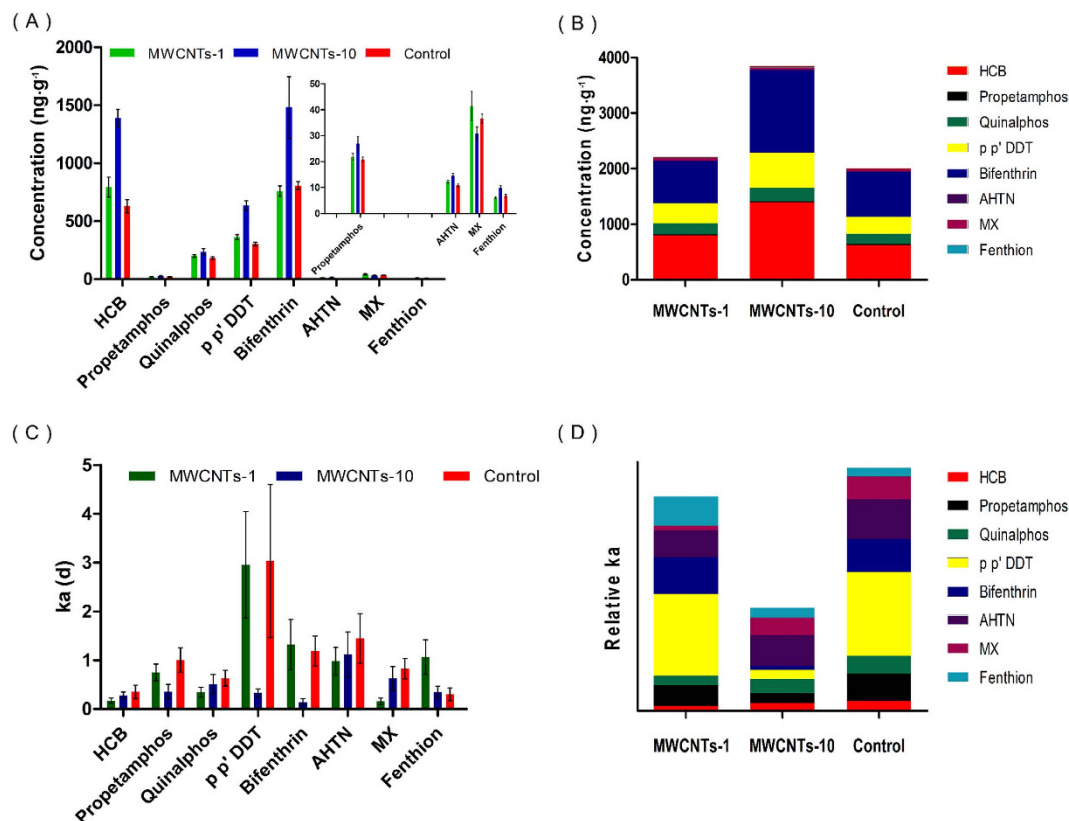 ( A )
MWCNTs-1 MWCNTs-10 Control
Concentration (ng·g⁻¹)
2000
1500
1000
500
0
HCB Propetamphos Quinalphos p p' DDT Bifenthrin AHTN MX Fenthion
50
40
30
20
10
0
Propetamphos AHTN MX Fenthion
( B )
Concentration (ng·g⁻¹)
4000
3000
2000
1000
0
MWCNTs-1 MWCNTs-10 Control
HCB
Propetamphos
Quinalphos
p p' DDT
Bifenthrin
AHTN
MX
Fenthion
( C )
MWCNTs-1 MWCNTs-10 Control
ka (d)
5
4
3
2
1
0
HCB Propetamphos Quinalphos p p' DDT Bifenthrin AHTN MX Fenthion
( D )
Relative ka
MWCNTs-1 MWCNTs-10 Control
HCB
Propetamphos
Quinalphos
p p' DDT
Bifenthrin
AHTN
MX
Fenthion